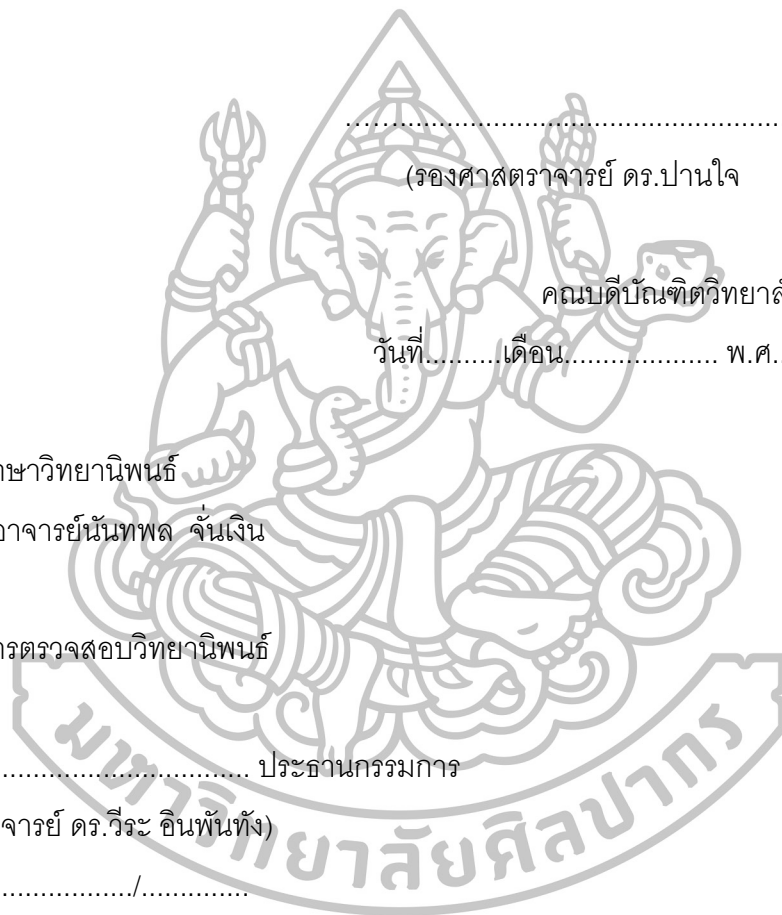 ……........................................................
(รองศาสตราจารย์ ดร.ปานใจ
คณบดีบัณฑิตวิทยาลั
วันที่..........เดือน.................... พ.ศ..
าษาวิทยานิพนธ์
อาจารย์นันทพล จั่นเงิน
ารตรวจสอบวิทยานิพนธ์
.................................. ประธานกรรมการ
จารย์ ดร.วีระ อินพันทัง)
.................../..............
มหาวิทยาลัยศิลปากร